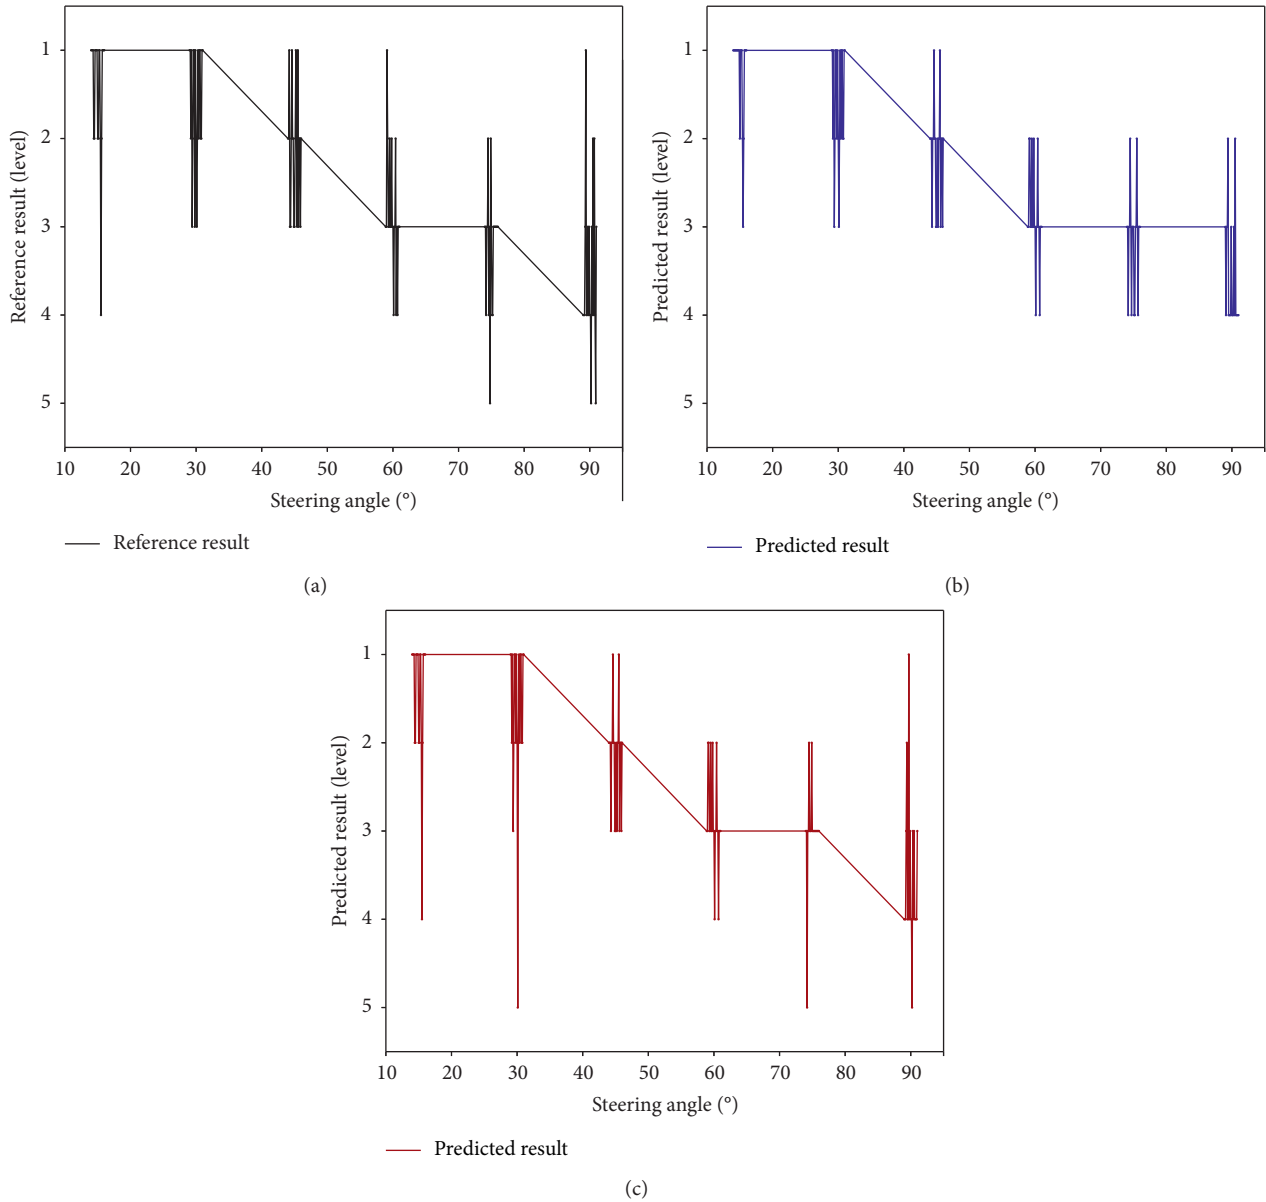 1
2
3
4
5
Reference result (level)
10 20 30 40 50 60 70 80 90
Steering angle (°)
Reference result
(a)
1
2
3
4
5
Predicted result (level)
10 20 30 40 50 60 70 80 90
Steering angle (°)
Predicted result
(b)
1
2
3
4
5
Predicted result (level)
10 20 30 40 50 60 70 80 90
Steering angle (°)
Predicted result
(c)